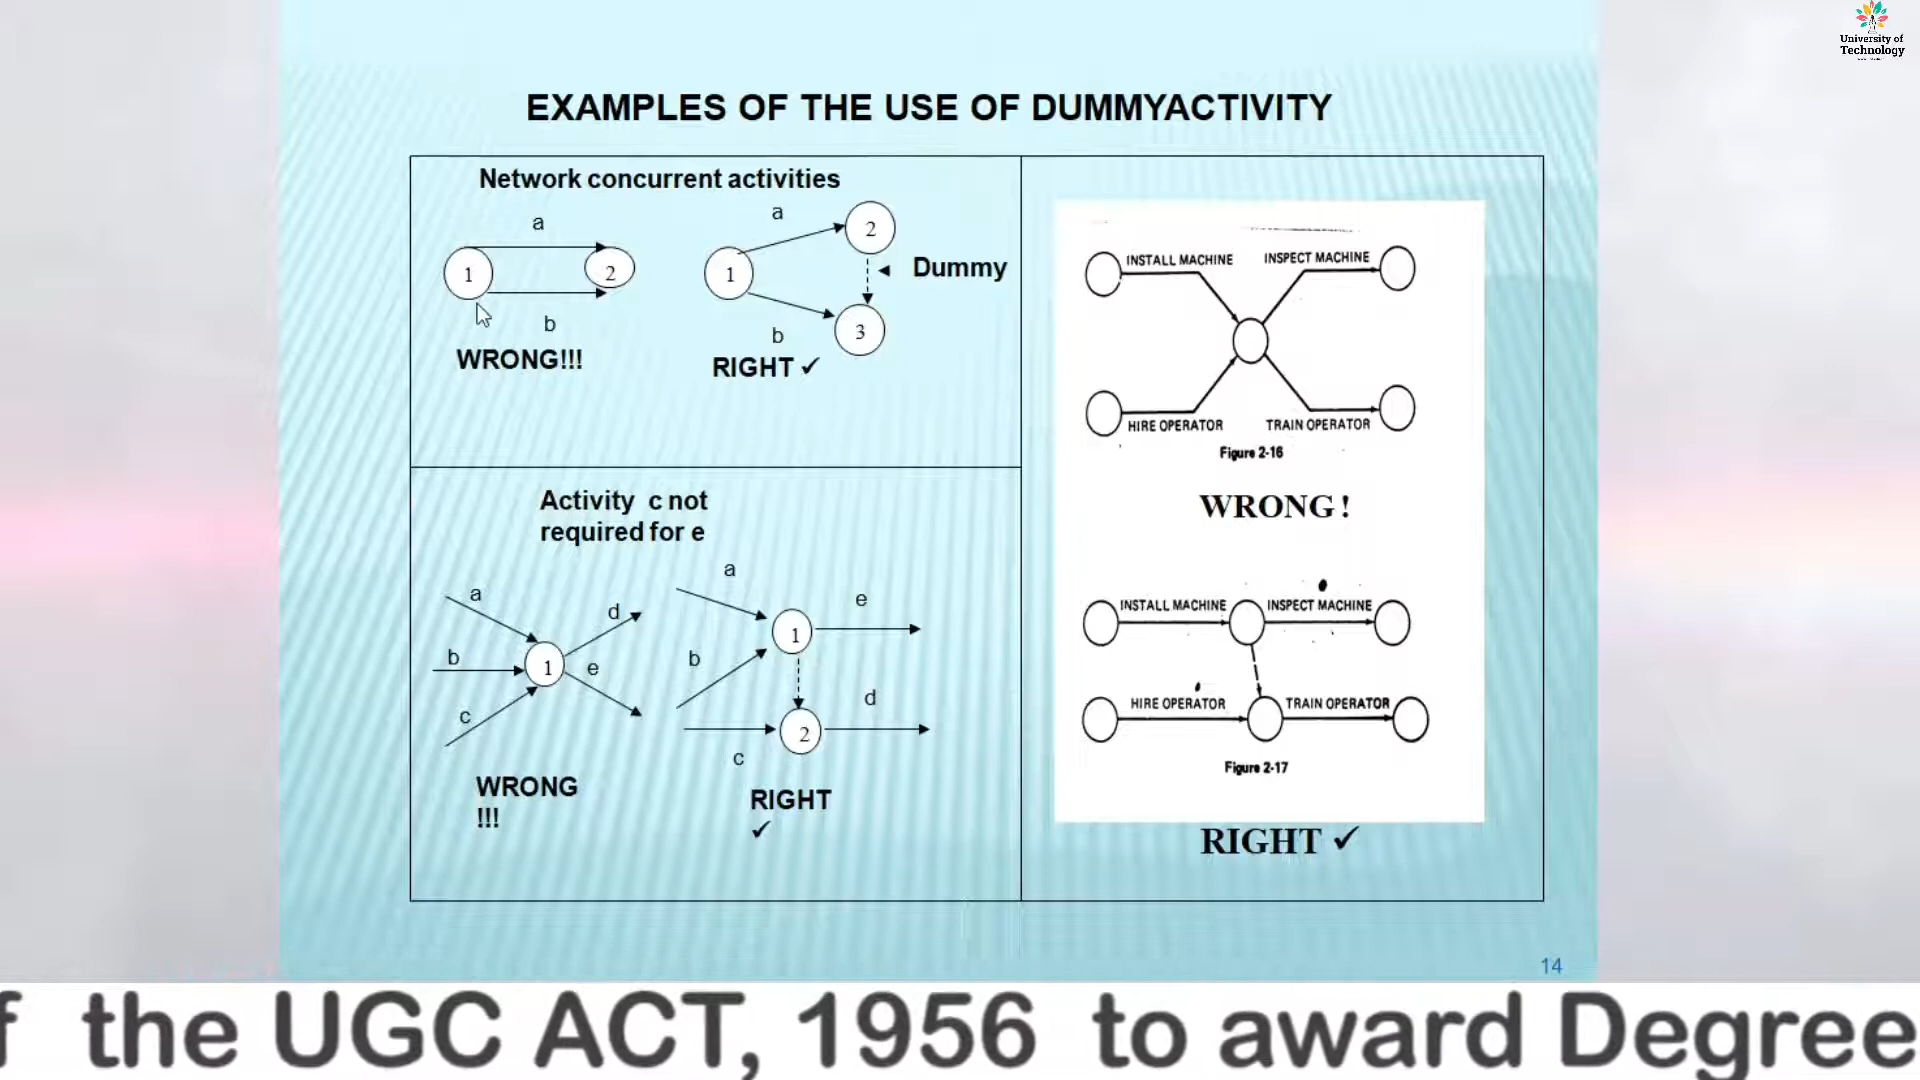 University of
Technology
EXAMPLES OF THE USE OF DUMMYACTIVITY
Network concurrent activities
a
1
2
b
WRONG!!!
a
2
1
Dummy
3
b
RIGHT ✓
Activity c not
required for e
a
d
b
1
e
c
WRONG
!!!
a
e
1
b
d
2
c
RIGHT
✓
INSTALL MACHINE
INSPECT MACHINE
HIRE OPERATOR
TRAIN OPERATOR
Figure 2-16
WRONG !
INSTALL MACHINE
INSPECT MACHINE
HIRE OPERATOR
TRAIN OPERATOR
Figure 2-17
RIGHT ✓
14
f the UGC ACT, 1956 to award Degree